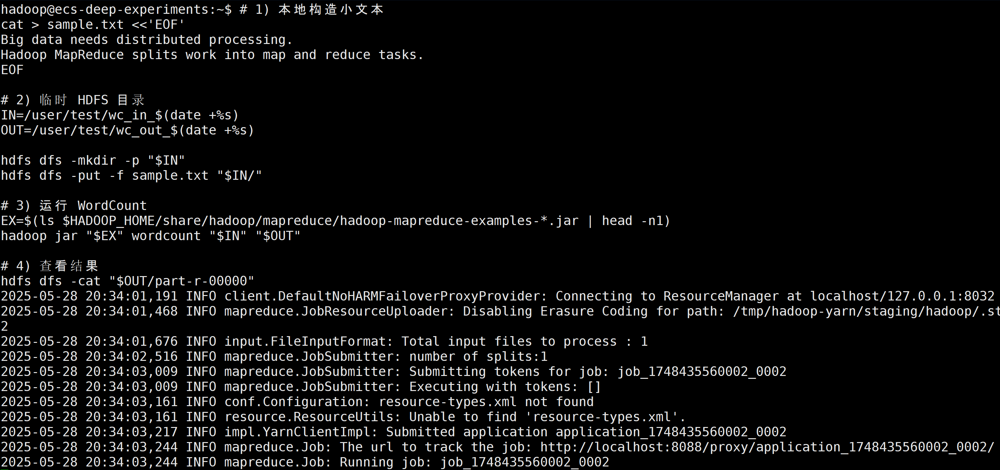 hadoop@ecs-deep-experiments:~$ # 1) 本地构造小文本
cat > sample.txt <<'EOF'
Big data needs distributed processing.
Hadoop MapReduce splits work into map and reduce tasks.
EOF
# 2) 临时 HDFS 目录
IN=/user/test/wc_in_$(date +%s)
OUT=/user/test/wc_out_$(date +%s)
hdfs dfs -mkdir -p "$IN"
hdfs dfs -put -f sample.txt "$IN/"
# 3) 运行 WordCount
EX=$(ls $HADOOP_HOME/share/hadoop/mapreduce/hadoop-mapreduce-examples-*.jar | head -n1)
hadoop jar "$EX" wordcount "$IN" "$OUT"
# 4) 查看结果
hdfs dfs -cat "$OUT/part-r-00000"
2025-05-28 20:34:01,191 INFO client.DefaultNoHARMFailoverProxyProvider: Connecting to ResourceManager at localhost/127.0.0.1:8032
2025-05-28 20:34:01,468 INFO mapreduce.JobResourceUploader: Disabling Erasure Coding for path: /tmp/hadoop-yarn/staging/hadoop/.st
2
2025-05-28 20:34:01,676 INFO input.FileInputFormat: Total input files to process : 1
2025-05-28 20:34:02,516 INFO mapreduce.JobSubmitter: number of splits:1
2025-05-28 20:34:03,009 INFO mapreduce.JobSubmitter: Submitting tokens for job: job_1748435560002_0002
2025-05-28 20:34:03,009 INFO mapreduce.JobSubmitter: Executing with tokens: []
2025-05-28 20:34:03,161 INFO conf.Configuration: resource-types.xml not found
2025-05-28 20:34:03,161 INFO resource.ResourceUtils: Unable to find 'resource-types.xml'.
2025-05-28 20:34:03,217 INFO impl.YarnClientImpl: Submitted application application_1748435560002_0002
2025-05-28 20:34:03,244 INFO mapreduce.Job: The url to track the job: http://localhost:8088/proxy/application_1748435560002_0002/
2025-05-28 20:34:03,244 INFO mapreduce.Job: Running job: job_1748435560002_0002